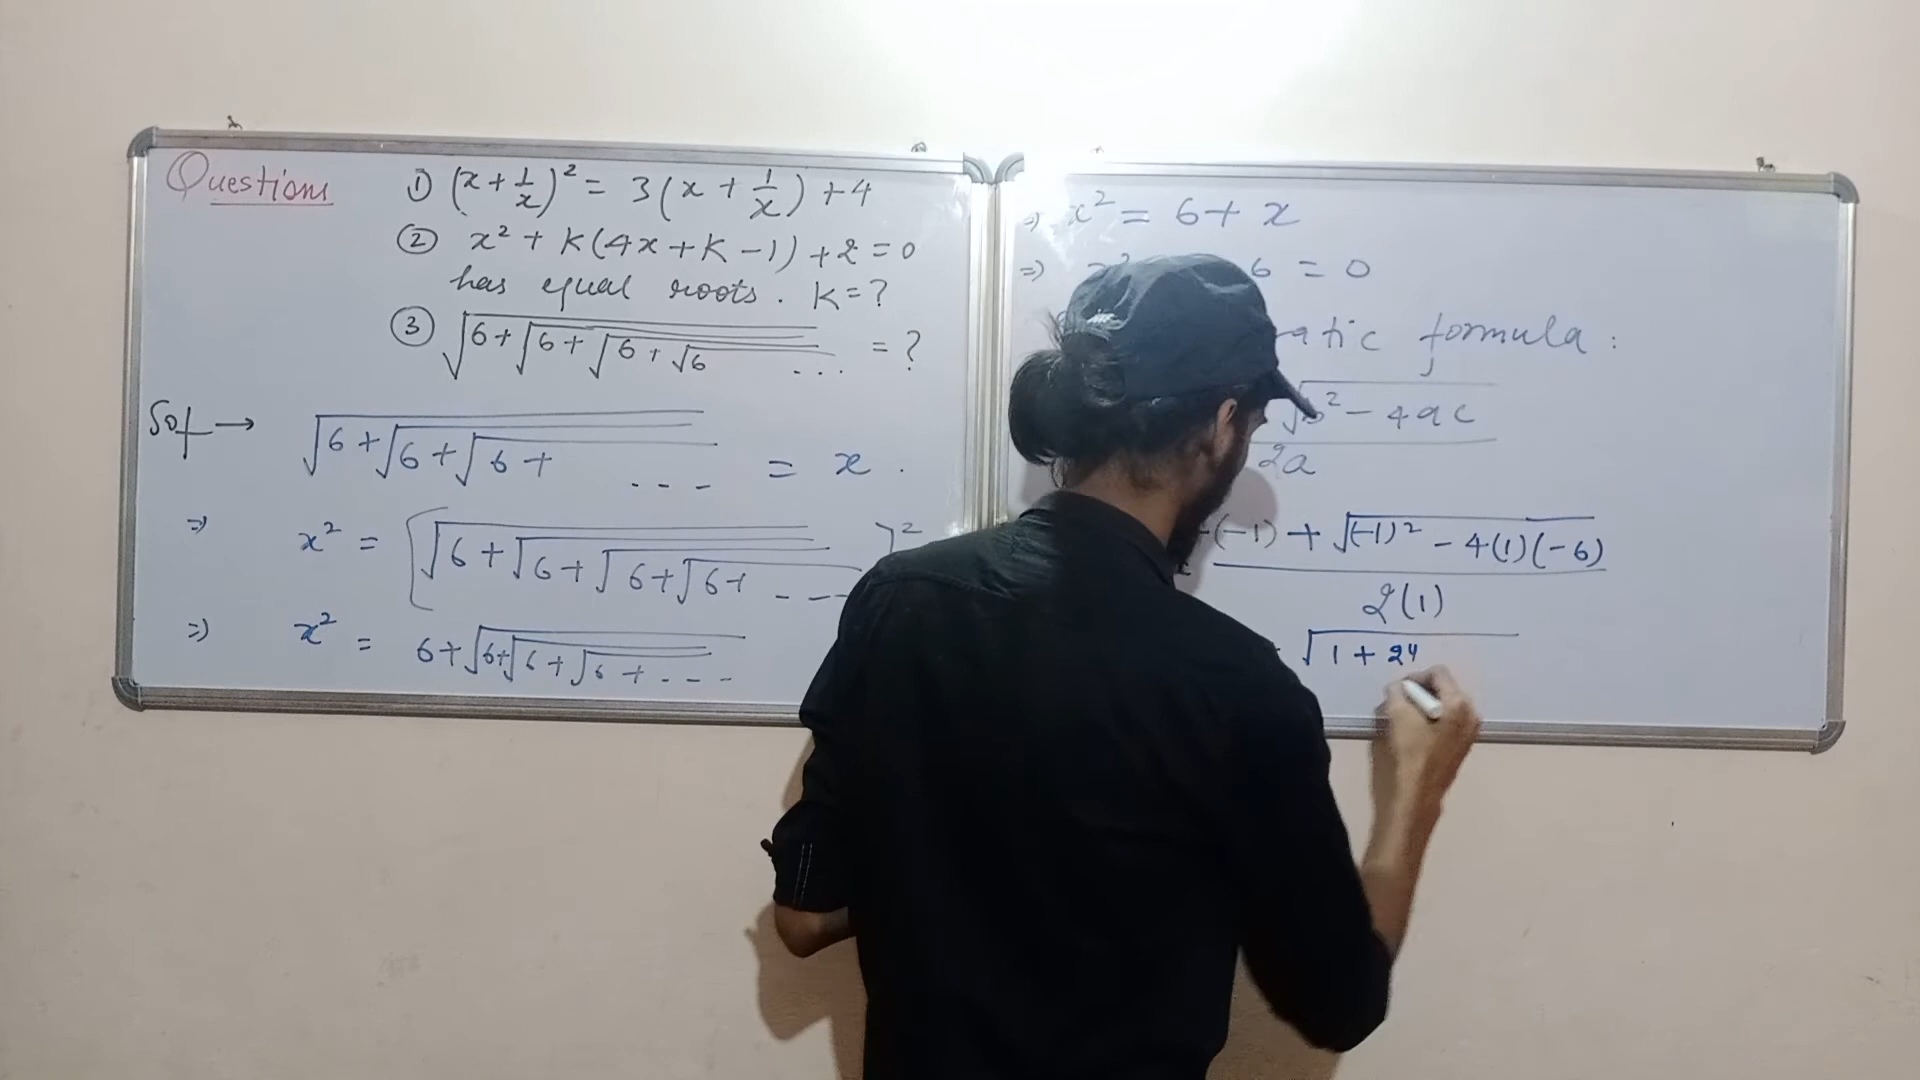 Questions
1) (x + 1/x)² = 3(x + 1/x) + 4
② x² + K(4x + K - 1) + 2 = 0
has equal roots. K = ?
③ √6+√6+√6+√6 ... = ?
Sol →
√6+√6+√6+ --- = x.
⇒ x² = [√6+√6+√6+√6+ ---]²
⇒ x² = 6+√6+√6+√6+ ---
⇒ x² = 6 + x
⇒ 6 = 0
atic formula :
√b² - 4ac
2a
-(-1) + √(-1)² - 4(1)(-6)
2(1)
√1 + 24